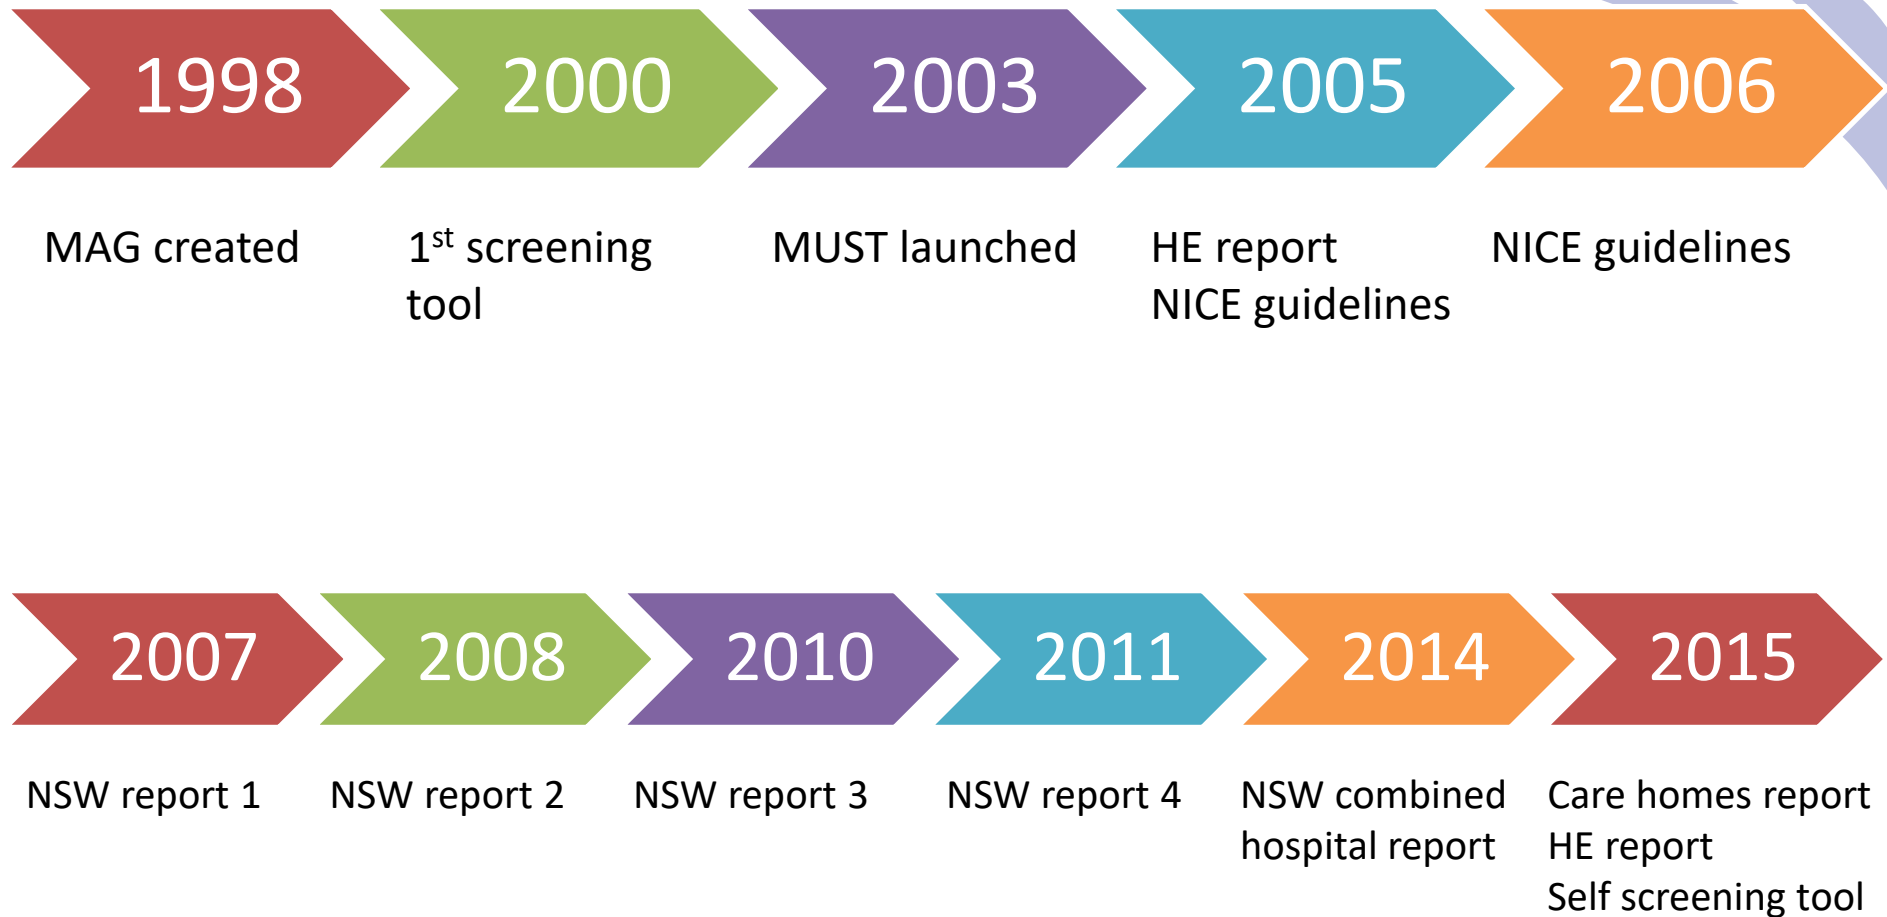 1998 2000 2003 2005 2006
MAG created 1st screening MUST launched HE report NICE guidelines
tool NICE guidelines
2007 2008 2010 2011 2014 2015
NSW report 1 NSW report 2 NSW report 3 NSW report 4 NSW combined Care homes report
hospital report HE report
Self screening tool